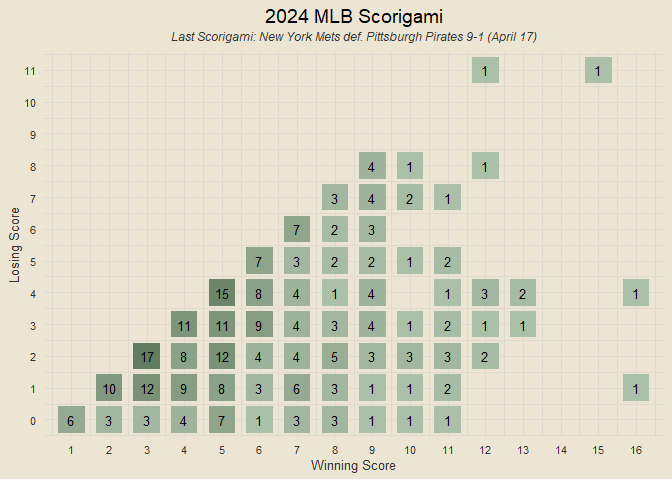 2024 MLB Scorigami
Last Scorigami: New York Mets def. Pittsburgh Pirates 9-1 (April 17)
11 1 1
10
9
8 4 1 1
7 3 4 2 1
6 7 2 3
5 7 3 2 2 1 2
4 15 8 4 1 4 1 3 2 1
3 11 11 9 4 3 4 1 2 1 1
2 17 8 12 4 4 5 3 3 3 2
1 10 12 9 8 3 6 3 1 1 2 1
0 6 3 3 4 7 1 3 3 1 1 1
Losing Score
1 2 3 4 5 6 7 8 9 10 11 12 13 14 15 16
Winning Score